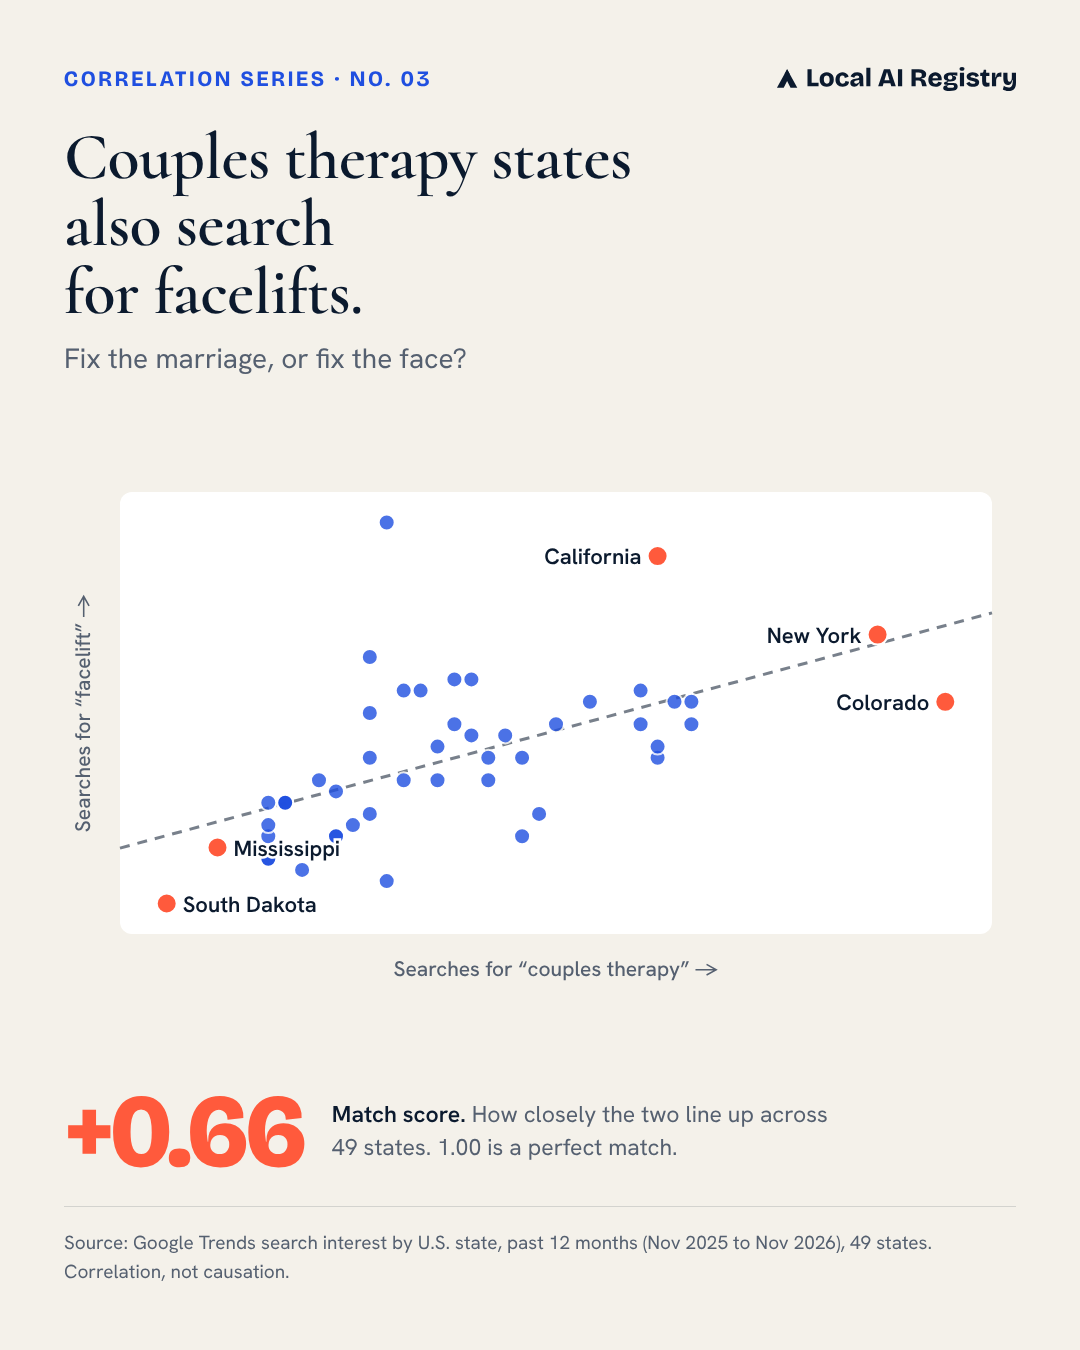 CORRELATION SERIES · NO. 03
Local AI Registry
Couples therapy states
also search
for facelifts.
Fix the marriage, or fix the face?
California
New York
Colorado
Searches for “facelift” →
Mississippi
South Dakota
Searches for “couples therapy” →
+0.66
Match score. How closely the two line up across
49 states. 1.00 is a perfect match.
Source: Google Trends search interest by U.S. state, past 12 months (Nov 2025 to Nov 2026), 49 states.
Correlation, not causation.